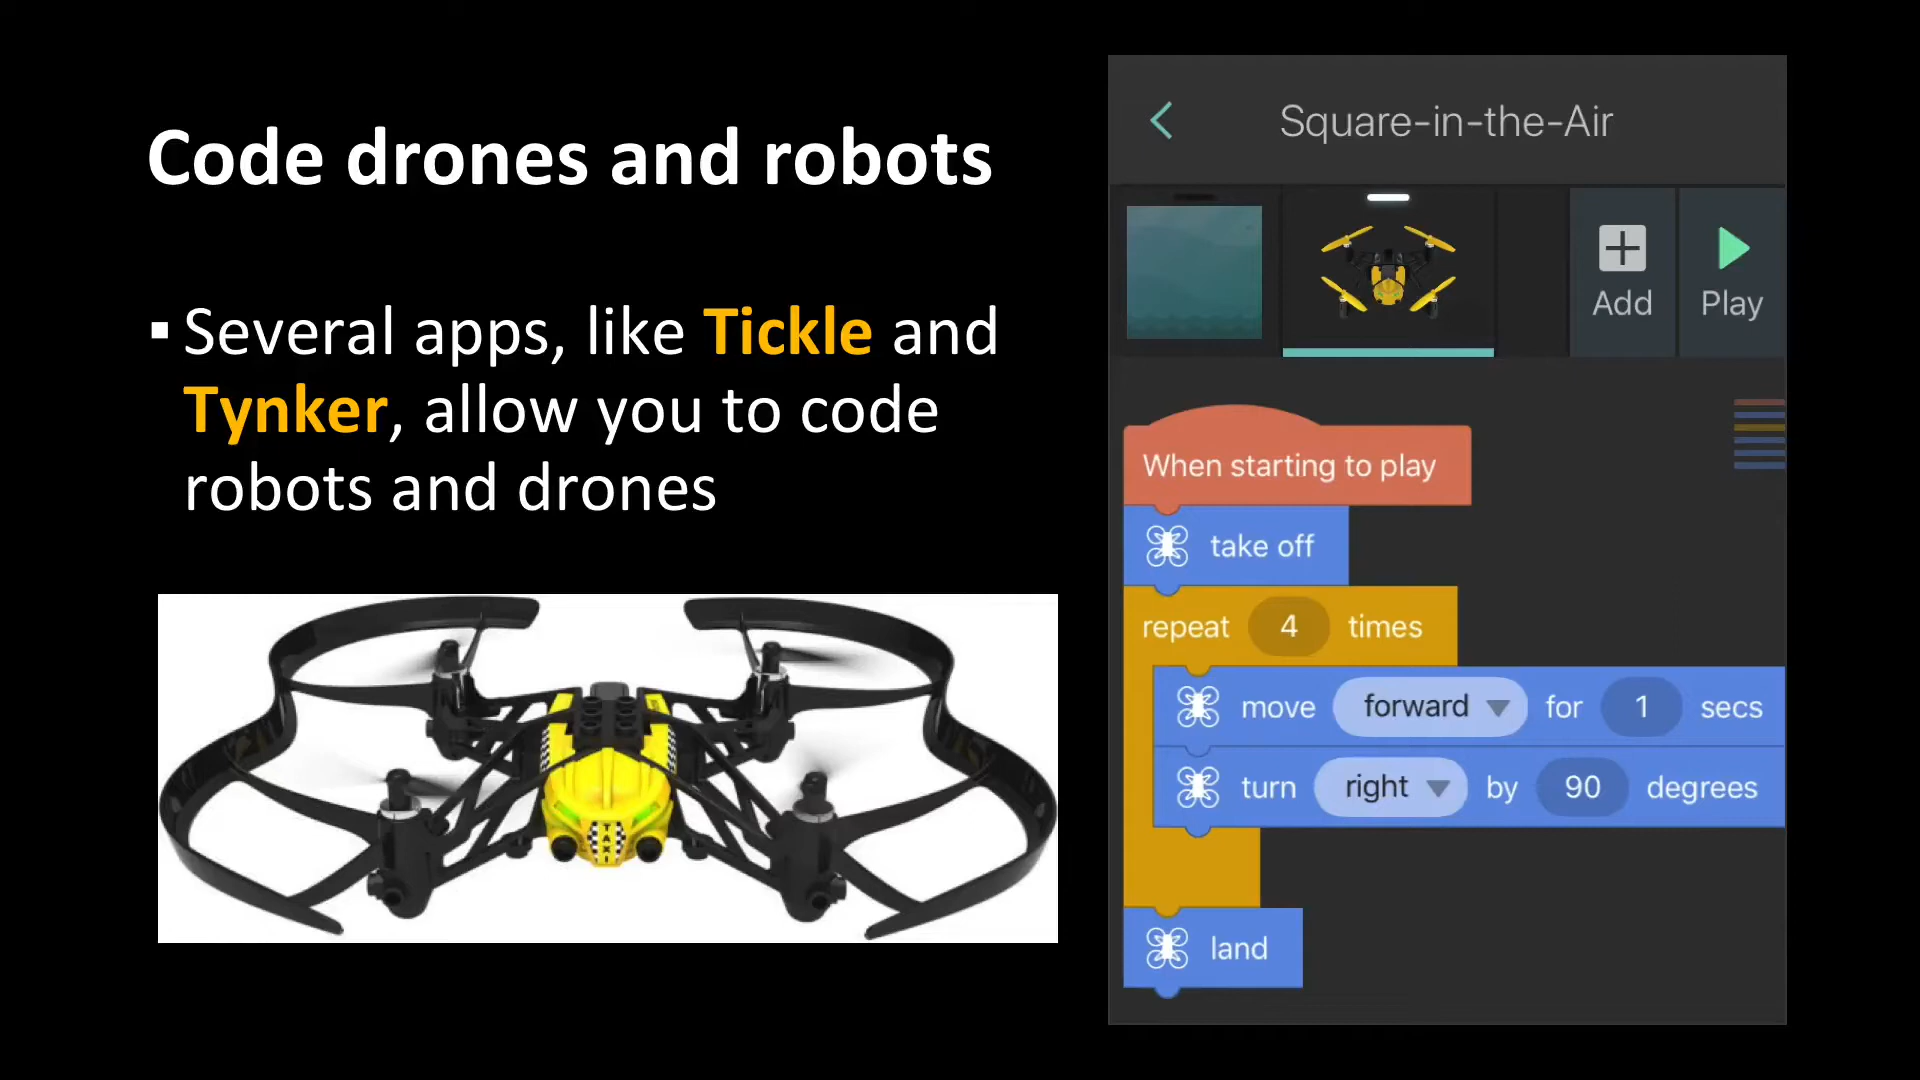 Code drones and robots
▪ Several apps, like Tickle and
Tynker, allow you to code
robots and drones
TAXI
Square-in-the-Air
Add
Play
When starting to play
take off
repeat 4 times
move forward for 1 secs
turn right by 90 degrees
land